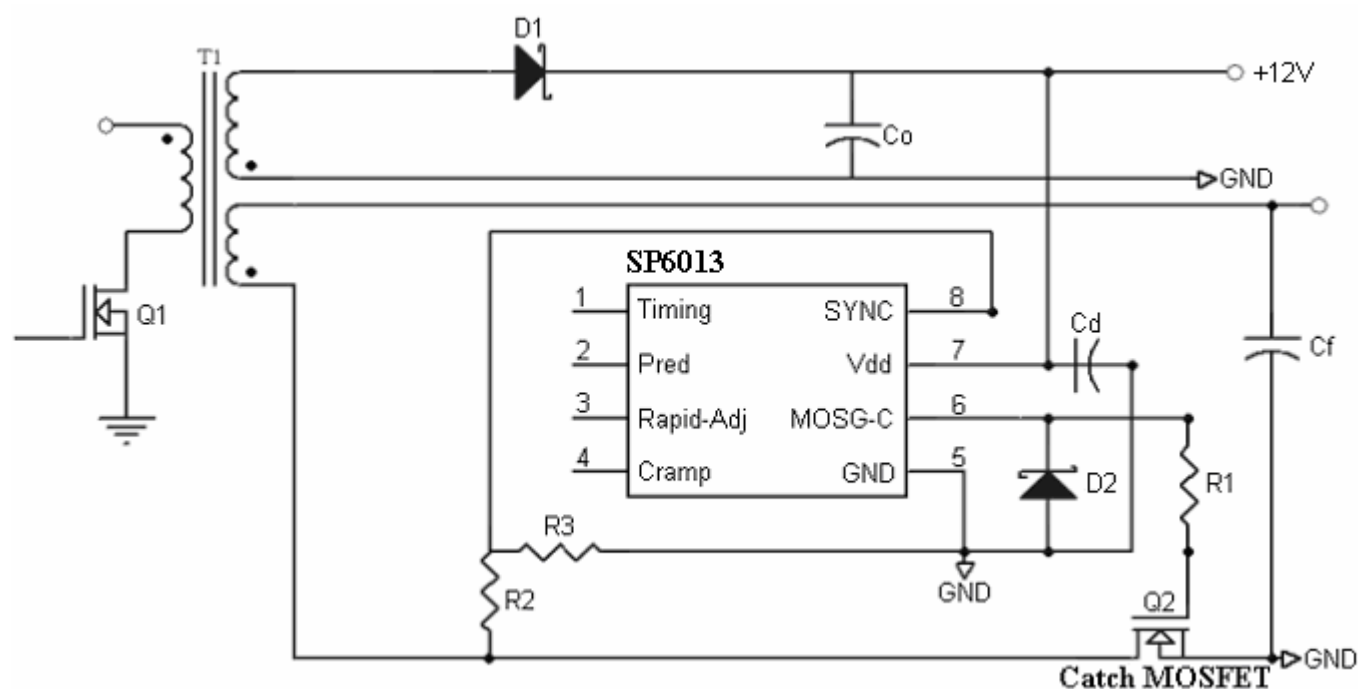 D1
T1
+12V
Co
GND
SP6013
Q1
1 Timing SYNC 8
Cd
2 Pred Vdd 7
Cf
3 Rapid-Adj MOSG-C 6
4 Cramp GND 5
D2
R1
R3
GND
R2
Q2
GND
Catch MOSFET